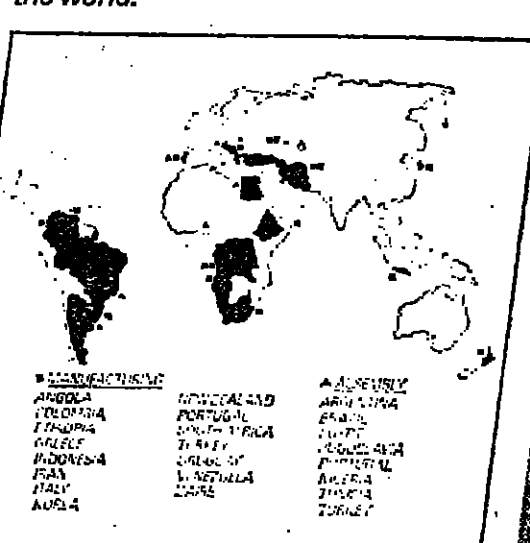 the world.
■ MANUFACTURING
ANGOLA
COLOMBIA
ETHIOPIA
GREECE
INDONESIA
IRAN
ITALY
KOREA
NEW ZEALAND
PORTUGAL
SOUTH AFRICA
TURKEY
URUGUAY
VENEZUELA
ZAIRE
▲ ASSEMBLY
ARGENTINA
BRAZIL
EGYPT
YUGOSLAVIA
PORTUGAL
NIGERIA
TUNISIA
TURKEY